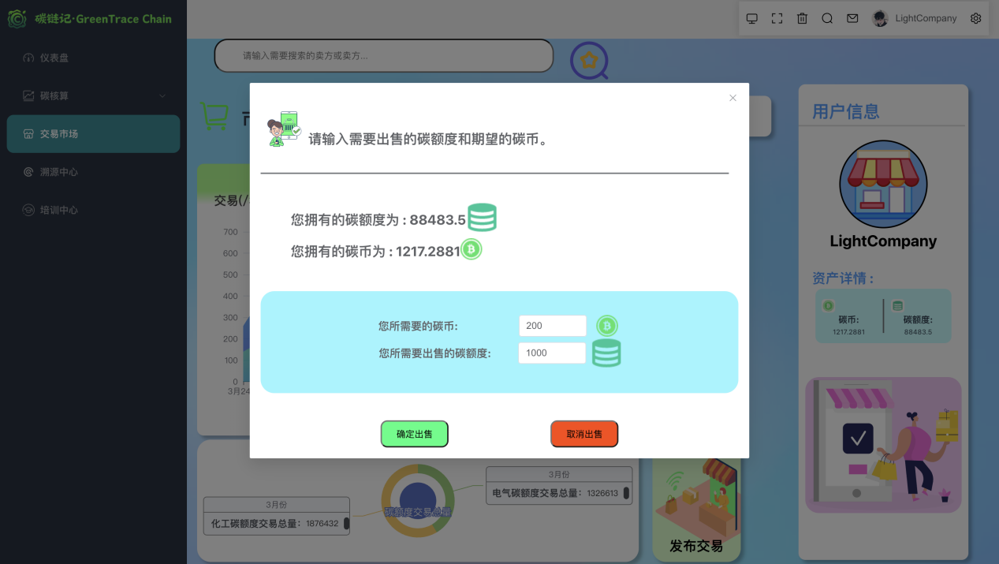 碳链记·GreenTrace Chain
LightCompany
仪表盘
碳核算
交易市场
溯源中心
培训中心
请输入需要搜索的卖方或卖方...
请输入需要出售的碳额度和期望的碳币。
您拥有的碳额度为 : 88483.5
您拥有的碳币为 : 1217.2881
您所需要的碳币:
200
您所需要出售的碳额度:
1000
确定出售
取消出售
交易(/
700
600
500
400
300
200
100
0
3月24
3月份
化工碳额度交易总量: 1876432
碳额度交易总量
3月份
电气碳额度交易总量: 1326613
发布交易
用户信息
LightCompany
资产详情 :
碳币:
1217.2881
碳额度:
88483.5